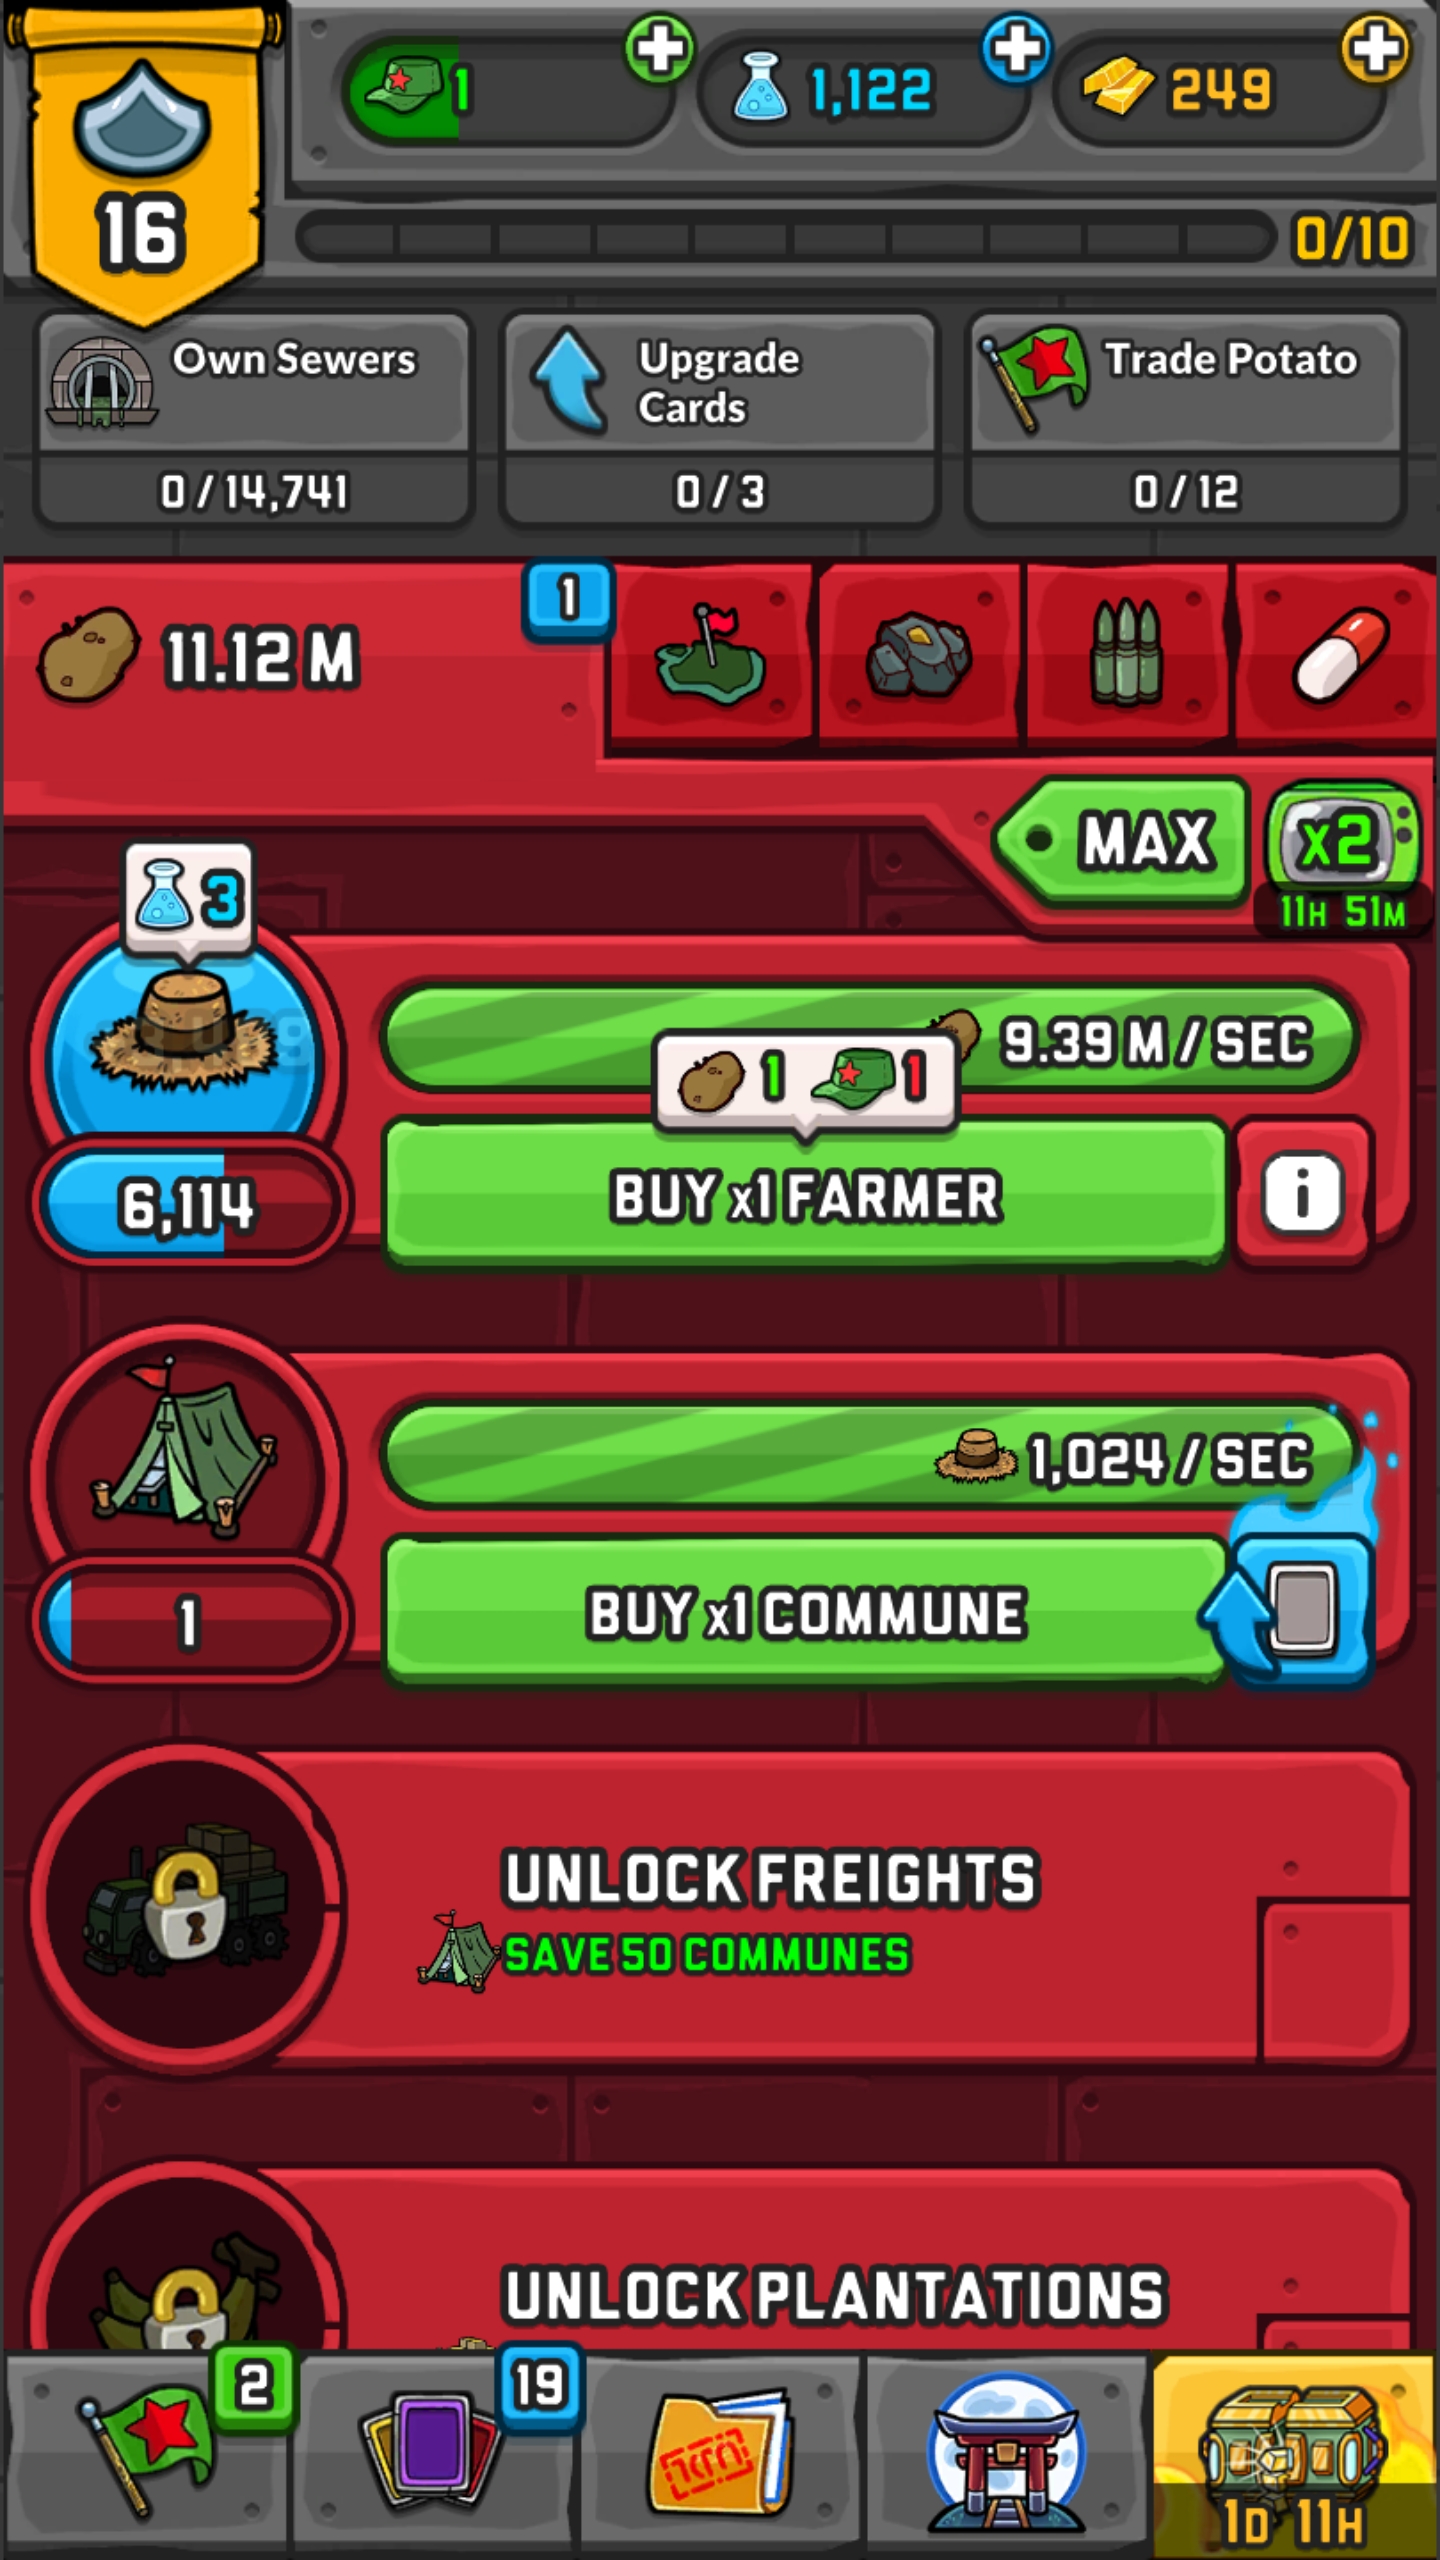 1
1,122
249
16
0/10
Own Sewers
Upgrade
Cards
Trade Potato
0 / 14,741
0 / 3
0 / 12
11.12 M
1
MAX
x2
11H 51M
3
9.39 M / SEC
1
1
6,114
BUY x1 FARMER
i
1,024 / SEC
1
BUY x1 COMMUNE
UNLOCK FREIGHTS
SAVE 50 COMMUNES
UNLOCK PLANTATIONS
2
19
1D 11H